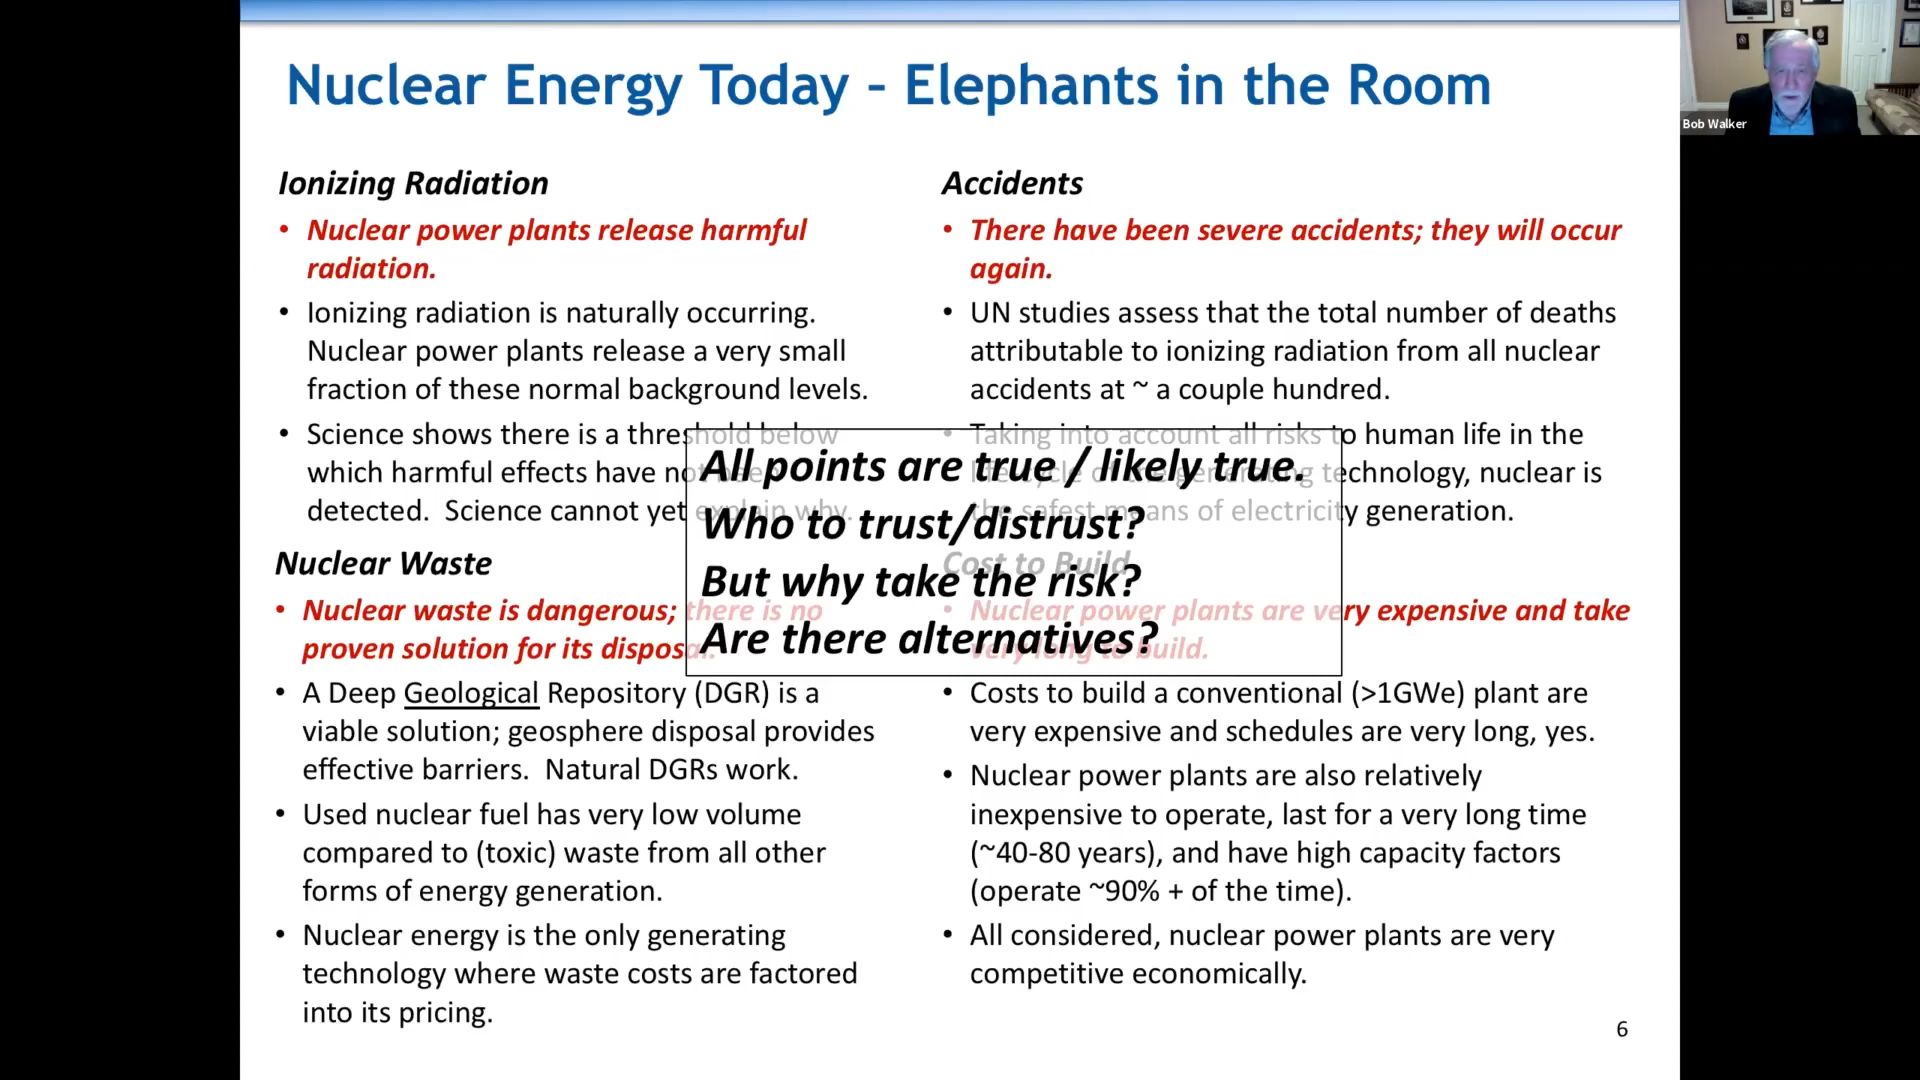 Nuclear Energy Today - Elephants in the Room
Bob Walker
Ionizing Radiation
• Nuclear power plants release harmful
radiation.
• Ionizing radiation is naturally occurring.
Nuclear power plants release a very small
fraction of these normal background levels.
• Science shows there is a threshold below
which harmful effects have not been
detected. Science cannot yet explain why.
Nuclear Waste
• Nuclear waste is dangerous; there is no
proven solution for its disposal.
• A Deep Geological Repository (DGR) is a
viable solution; geosphere disposal provides
effective barriers. Natural DGRs work.
• Used nuclear fuel has very low volume
compared to (toxic) waste from all other
forms of energy generation.
• Nuclear energy is the only generating
technology where waste costs are factored
into its pricing.
Accidents
• There have been severe accidents; they will occur
again.
• UN studies assess that the total number of deaths
attributable to ionizing radiation from all nuclear
accidents at ~ a couple hundred.
• Taking into account all risks to human life in the
life cycle of the generating technology, nuclear is
the safest means of electricity generation.
Cost to Build
• Nuclear power plants are very expensive and take
very long to build.
• Costs to build a conventional (>1GWe) plant are
very expensive and schedules are very long, yes.
• Nuclear power plants are also relatively
inexpensive to operate, last for a very long time
(~40-80 years), and have high capacity factors
(operate ~90% + of the time).
• All considered, nuclear power plants are very
competitive economically.
All points are true / likely true.
Who to trust/distrust?
But why take the risk?
Are there alternatives?
6